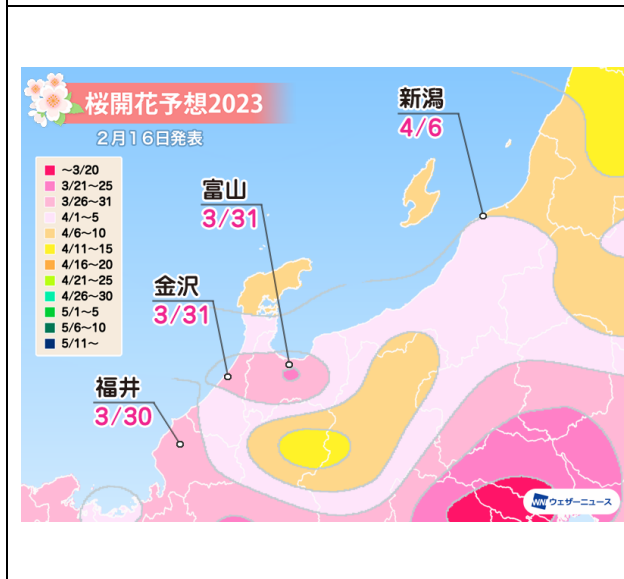 桜開花予想2023
2月16日発表
～3/20
3/21～25
3/26～31
4/1～5
4/6～10
4/11～15
4/16～20
4/21～25
4/26～30
5/1～5
5/6～10
5/11～
新潟
4/6
富山
3/31
金沢
3/31
福井
3/30
WN ウェザーニュース